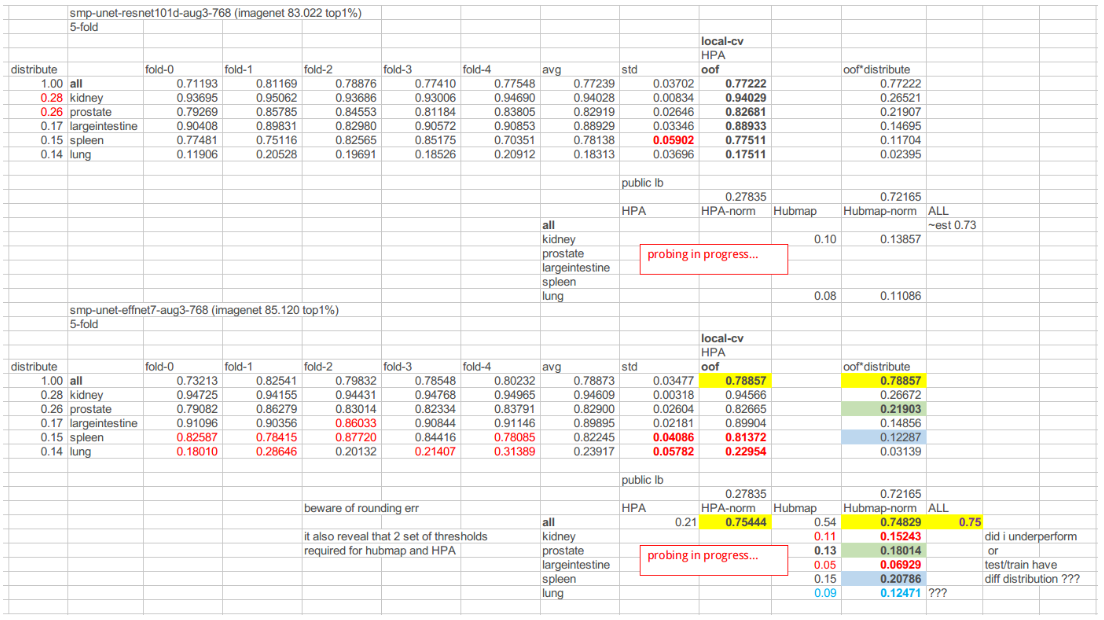 smp-unet-resnet101d-aug3-768 (imagenet 83.022 top1%)
5-fold
local-cv
HPA
distribute fold-0 fold-1 fold-2 fold-3 fold-4 avg std oof oof*distribute
1.00 all 0.71193 0.81169 0.78876 0.77410 0.77548 0.77239 0.03702 0.77222 0.77222
0.28 kidney 0.93695 0.95062 0.93686 0.93006 0.94690 0.94028 0.00834 0.94029 0.26521
0.26 prostate 0.79269 0.85785 0.84553 0.81184 0.83805 0.82919 0.02646 0.82681 0.21907
0.17 largeintestine 0.90408 0.89831 0.82980 0.90572 0.90853 0.88929 0.03346 0.88933 0.14695
0.15 spleen 0.77481 0.75116 0.82565 0.85175 0.70351 0.78138 0.05902 0.77511 0.11704
0.14 lung 0.11906 0.20528 0.19691 0.18526 0.20912 0.18313 0.03696 0.17511 0.02395
public lb
0.27835 0.72165
HPA HPA-norm Hubmap Hubmap-norm ALL
all ~est 0.73
kidney 0.10 0.13857
prostate probing in progress...
largeintestine
spleen
lung 0.08 0.11086
smp-unet-effnet7-aug3-768 (imagenet 85.120 top1%)
5-fold
local-cv
HPA
distribute fold-0 fold-1 fold-2 fold-3 fold-4 avg std oof oof*distribute
1.00 all 0.73213 0.82541 0.79832 0.78548 0.80232 0.78873 0.03477 0.78857 0.78857
0.28 kidney 0.94725 0.94155 0.94431 0.94768 0.94965 0.94609 0.00318 0.94566 0.26672
0.26 prostate 0.79082 0.86279 0.83014 0.82334 0.83791 0.82900 0.02604 0.82665 0.21903
0.17 largeintestine 0.91096 0.90356 0.86033 0.90844 0.91146 0.89895 0.02181 0.89904 0.14856
0.15 spleen 0.82587 0.78415 0.87720 0.84416 0.78085 0.82245 0.04086 0.81372 0.12287
0.14 lung 0.18010 0.28646 0.20132 0.21407 0.31389 0.23917 0.05782 0.22954 0.03139
public lb
0.27835 0.72165
beware of rounding err HPA HPA-norm Hubmap Hubmap-norm ALL
all 0.21 0.75444 0.54 0.74829 0.75
it also reveal that 2 set of thresholds kidney 0.11 0.15243 did i underperform
required for hubmap and HPA prostate probing in progress... 0.13 0.18014 or
largeintestine 0.05 0.06929 test/train have
spleen 0.15 0.20786 diff distribution ???
lung 0.09 0.12471 ???